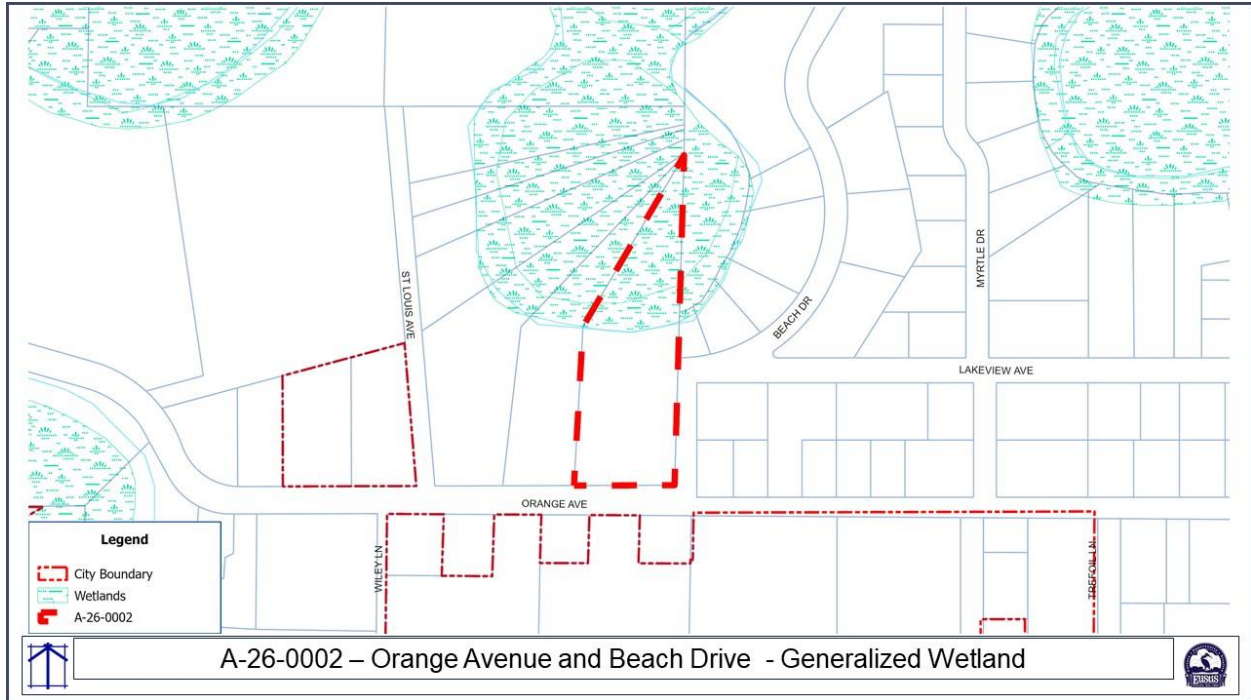 ST LOUIS AVE
BEACH DR
MYRTLE DR
LAKEVIEW AVE
ORANGE AVE
WILEY LN
TREFOIL LN
Legend
City Boundary
Wetlands
A-26-0002
A-26-0002 – Orange Avenue and Beach Drive - Generalized Wetland